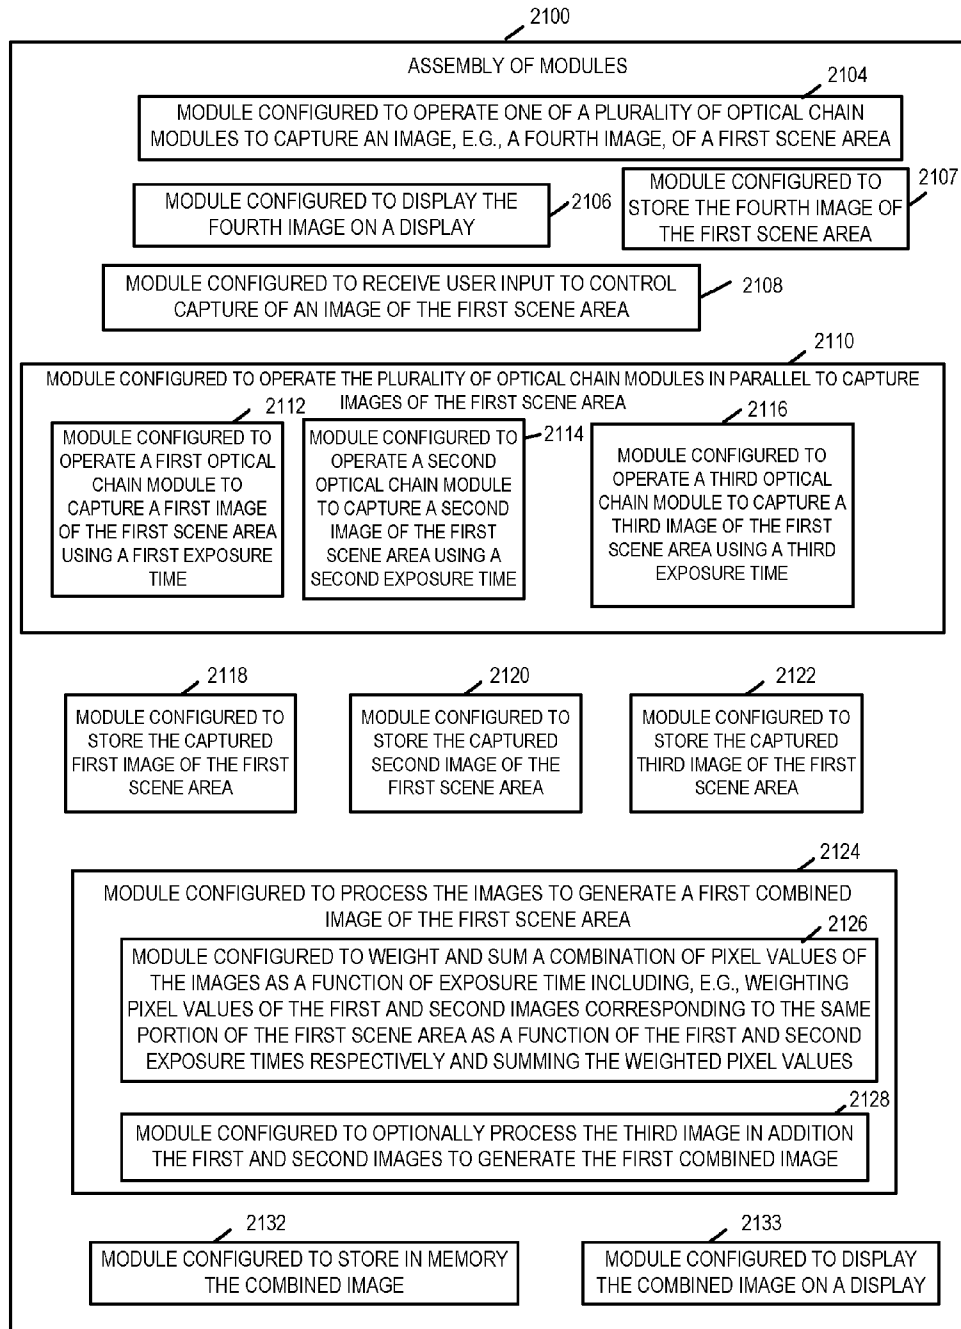 2100
ASSEMBLY OF MODULES
2104
MODULE CONFIGURED TO OPERATE ONE OF A PLURALITY OF OPTICAL CHAIN
MODULES TO CAPTURE AN IMAGE, E.G., A FOURTH IMAGE, OF A FIRST SCENE AREA
MODULE CONFIGURED TO DISPLAY THE
FOURTH IMAGE ON A DISPLAY
2106
MODULE CONFIGURED TO
STORE THE FOURTH IMAGE OF
THE FIRST SCENE AREA
2107
MODULE CONFIGURED TO RECEIVE USER INPUT TO CONTROL
CAPTURE OF AN IMAGE OF THE FIRST SCENE AREA
2108
2110
MODULE CONFIGURED TO OPERATE THE PLURALITY OF OPTICAL CHAIN MODULES IN PARALLEL TO CAPTURE
IMAGES OF THE FIRST SCENE AREA
2112
MODULE CONFIGURED TO
OPERATE A FIRST OPTICAL
CHAIN MODULE TO
CAPTURE A FIRST IMAGE
OF THE FIRST SCENE AREA
USING A FIRST EXPOSURE
TIME
2114
MODULE CONFIGURED TO
OPERATE A SECOND
OPTICAL CHAIN MODULE
TO CAPTURE A SECOND
IMAGE OF THE FIRST
SCENE AREA USING A
SECOND EXPOSURE TIME
2116
MODULE CONFIGURED TO
OPERATE A THIRD OPTICAL
CHAIN MODULE TO CAPTURE A
THIRD IMAGE OF THE FIRST
SCENE AREA USING A THIRD
EXPOSURE TIME
2118
MODULE CONFIGURED TO
STORE THE CAPTURED
FIRST IMAGE OF THE FIRST
SCENE AREA
2120
MODULE CONFIGURED TO
STORE THE CAPTURED
SECOND IMAGE OF THE
FIRST SCENE AREA
2122
MODULE CONFIGURED TO
STORE THE CAPTURED
THIRD IMAGE OF THE FIRST
SCENE AREA
2124
MODULE CONFIGURED TO PROCESS THE IMAGES TO GENERATE A FIRST COMBINED
IMAGE OF THE FIRST SCENE AREA
2126
MODULE CONFIGURED TO WEIGHT AND SUM A COMBINATION OF PIXEL VALUES OF
THE IMAGES AS A FUNCTION OF EXPOSURE TIME INCLUDING, E.G., WEIGHTING
PIXEL VALUES OF THE FIRST AND SECOND IMAGES CORRESPONDING TO THE SAME
PORTION OF THE FIRST SCENE AREA AS A FUNCTION OF THE FIRST AND SECOND
EXPOSURE TIMES RESPECTIVELY AND SUMMING THE WEIGHTED PIXEL VALUES
2128
MODULE CONFIGURED TO OPTIONALLY PROCESS THE THIRD IMAGE IN ADDITION
THE FIRST AND SECOND IMAGES TO GENERATE THE FIRST COMBINED IMAGE
2132
MODULE CONFIGURED TO STORE IN MEMORY
THE COMBINED IMAGE
2133
MODULE CONFIGURED TO DISPLAY
THE COMBINED IMAGE ON A DISPLAY